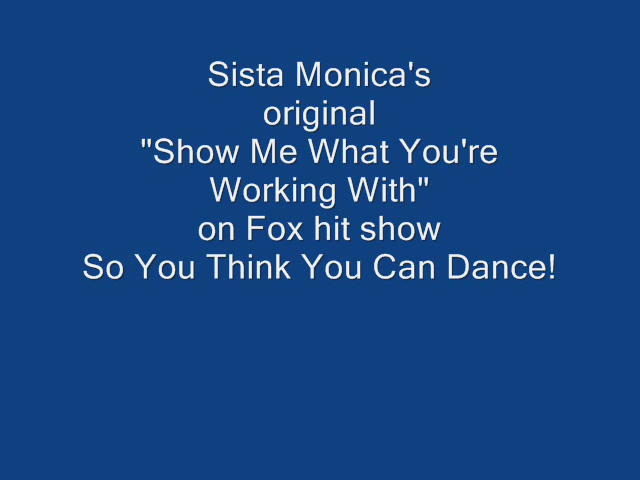 Sista Monica's
original
"Show Me What You're
Working With"
on Fox hit show
So You Think You Can Dance!